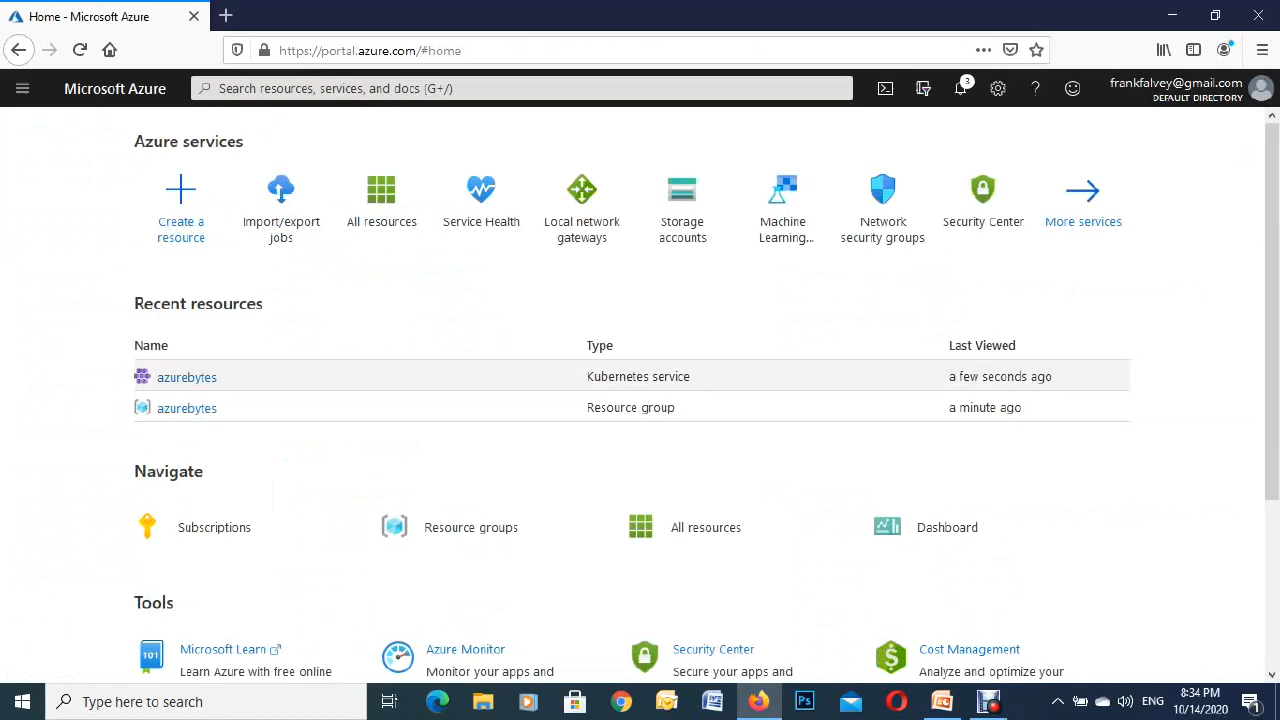 Home - Microsoft Azure
https://portal.azure.com/#home
Microsoft Azure
Search resources, services, and docs (G+/)
3
frankfalvey@gmail.com
DEFAULT DIRECTORY
Azure services
Create a resource
Import/export jobs
All resources
Service Health
Local network gateways
Storage accounts
Machine Learning...
Network security groups
Security Center
More services
Recent resources
Name Type Last Viewed
azurebytes Kubernetes service a few seconds ago
azurebytes Resource group a minute ago
Navigate
Subscriptions Resource groups All resources Dashboard
Tools
101
Microsoft Learn
Learn Azure with free online
Azure Monitor
Monitor your apps and
Security Center
Secure your apps and
Cost Management
Analyze and optimize your
Type here to search
Ps
ENG
8:34 PM
10/14/2020
1